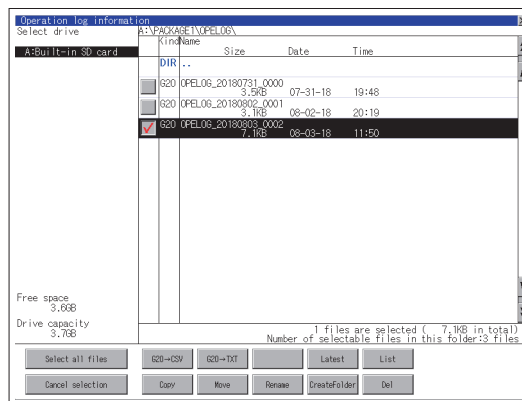 Operation log information
Select drive
A:\PACKAGE1\OPELOG\
Kind Name
Size Date Time
A:Built-in SD card
DIR ..
G20 OPELOG_20180731_0000
3.5KB 07-31-18 19:48
G20 OPELOG_20180802_0001
3.1KB 08-02-18 20:19
G20 OPELOG_20180803_0002
7.1KB 08-03-18 11:50
Free space
3.6GB
Drive capacity
3.7GB
1 files are selected ( 7.1KB in total)
Number of selectable files in this folder:3 files
Select all files G20→CSV G20→TXT Latest List
Cancel selection Copy Move Rename CreateFolder Del